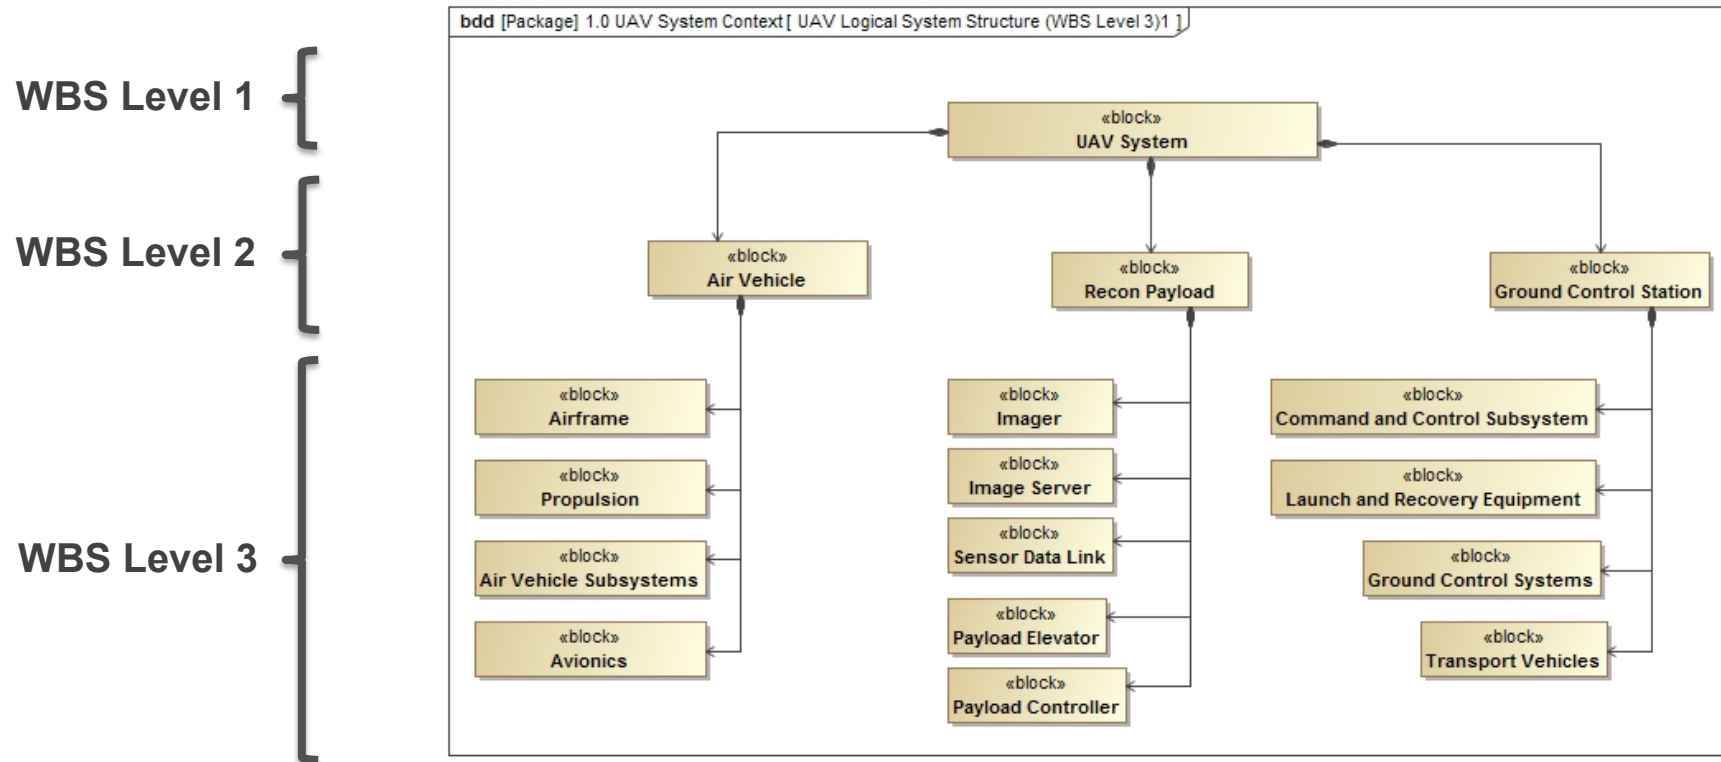 bdd [Package] 1.0 UAV System Context [ UAV Logical System Structure (WBS Level 3)1 ]
WBS Level 1
«block»
UAV System
WBS Level 2
«block»
Air Vehicle
«block»
Recon Payload
«block»
Ground Control Station
WBS Level 3
«block»
Airframe
«block»
Propulsion
«block»
Air Vehicle Subsystems
«block»
Avionics
«block»
Imager
«block»
Image Server
«block»
Sensor Data Link
«block»
Payload Elevator
«block»
Payload Controller
«block»
Command and Control Subsystem
«block»
Launch and Recovery Equipment
«block»
Ground Control Systems
«block»
Transport Vehicles